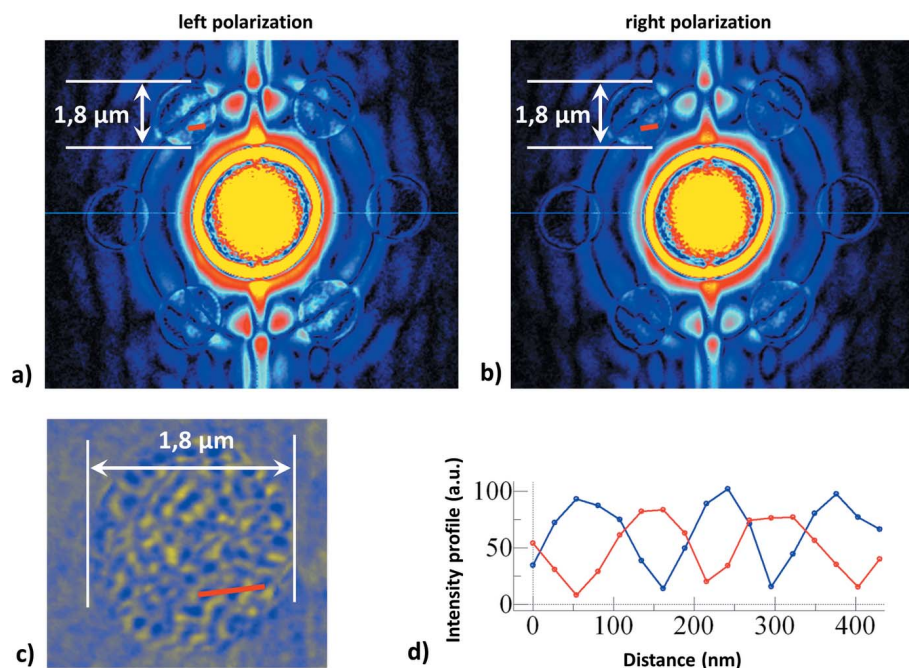 left polarization
right polarization
1,8 μm
1,8 μm
a)
b)
1,8 μm
c)
d)
Intensity profile (a.u.)
100
50
0
0 100 200 300 400
Distance (nm)